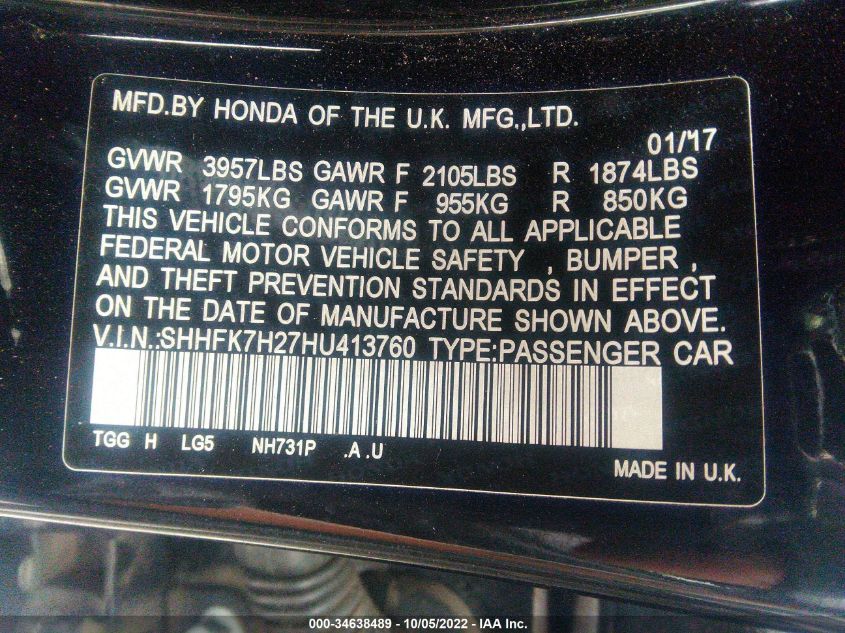 MFD.BY HONDA OF THE U.K. MFG.,LTD.
01/17
GVWR 3957LBS GAWR F 2105LBS R 1874LBS
GVWR 1795KG GAWR F 955KG R 850KG
THIS VEHICLE CONFORMS TO ALL APPLICABLE
FEDERAL MOTOR VEHICLE SAFETY , BUMPER ,
AND THEFT PREVENTION STANDARDS IN EFFECT
ON THE DATE OF MANUFACTURE SHOWN ABOVE.
V.I.N.:SHHFK7H27HU413760 TYPE:PASSENGER CAR
TGG H LG5 NH731P .A .U
MADE IN U.K.
000-34638489 - 10/05/2022 - IAA Inc.